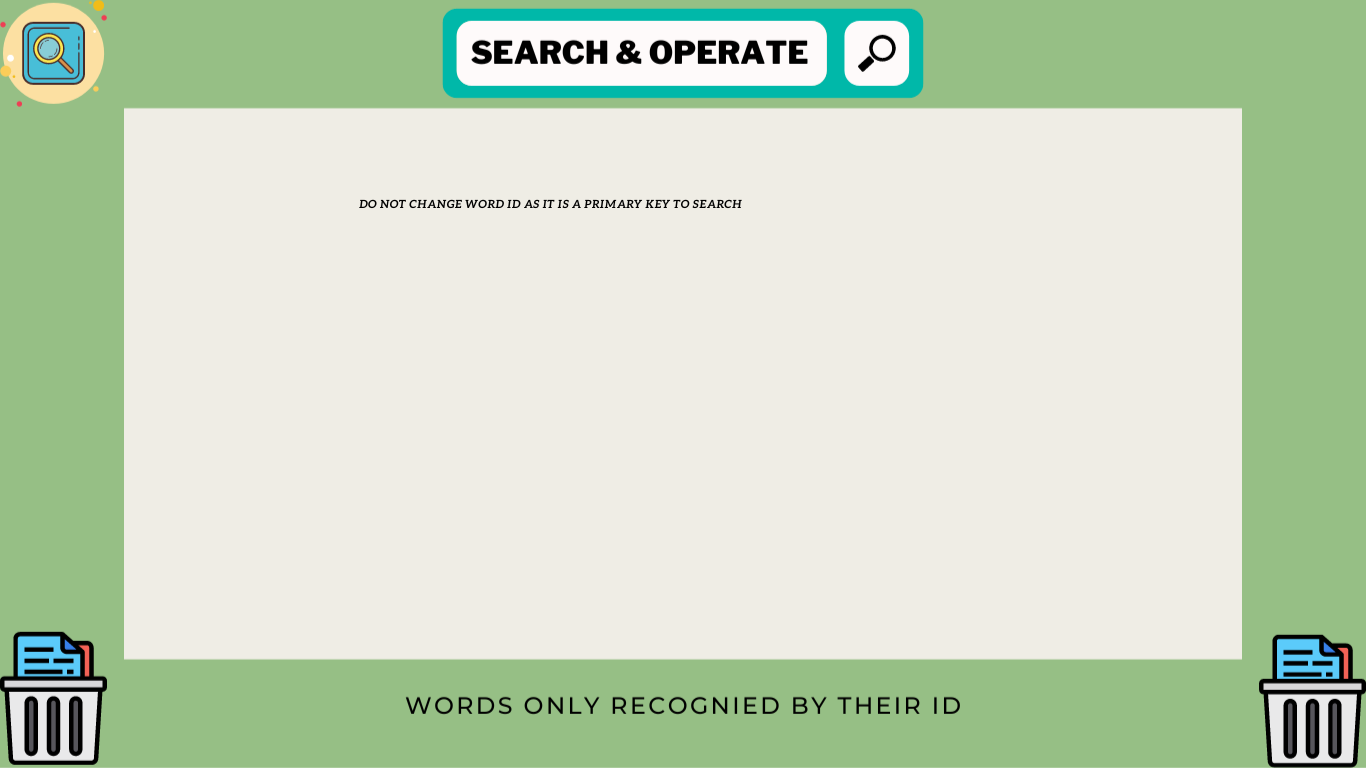 SEARCH & OPERATE
DO NOT CHANGE WORD ID AS IT IS A PRIMARY KEY TO SEARCH
WORDS ONLY RECOGNIED BY THEIR ID